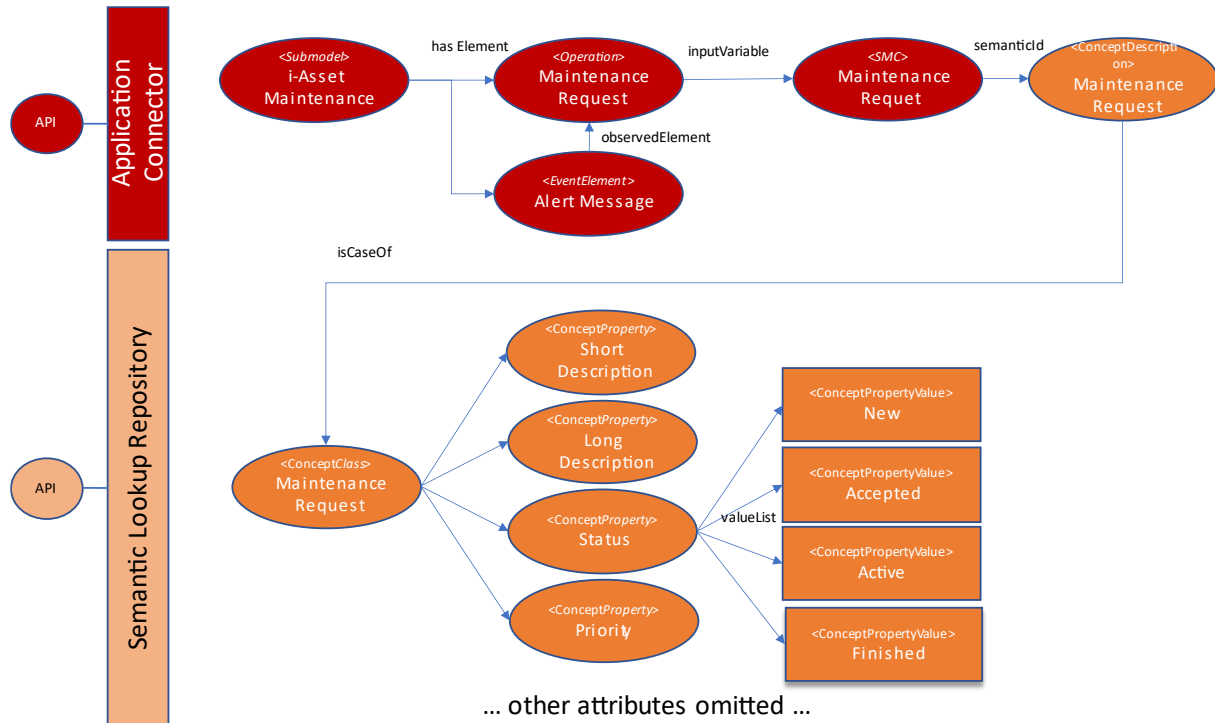 API
Application
Connector
<Submodel>
i-Asset
Maintenance
has Element
<Operation>
Maintenance
Request
inputVariable
<SMC>
Maintenance
Requet
semanticId
<ConceptDescripti
on>
Maintenance
Request
observedElement
<EventElement>
Alert Message
isCaseOf
API
Semantic Lookup Repository
<ConceptClass>
Maintenance
Request
<ConceptProperty>
Short
Description
<ConceptProperty>
Long
Description
<ConceptProperty>
Status
<ConceptProperty>
Priority
valueList
<ConceptPropertyValue>
New
<ConceptPropertyValue>
Accepted
<ConceptPropertyValue>
Active
<ConceptPropertyValue>
Finished
... other attributes omitted ...